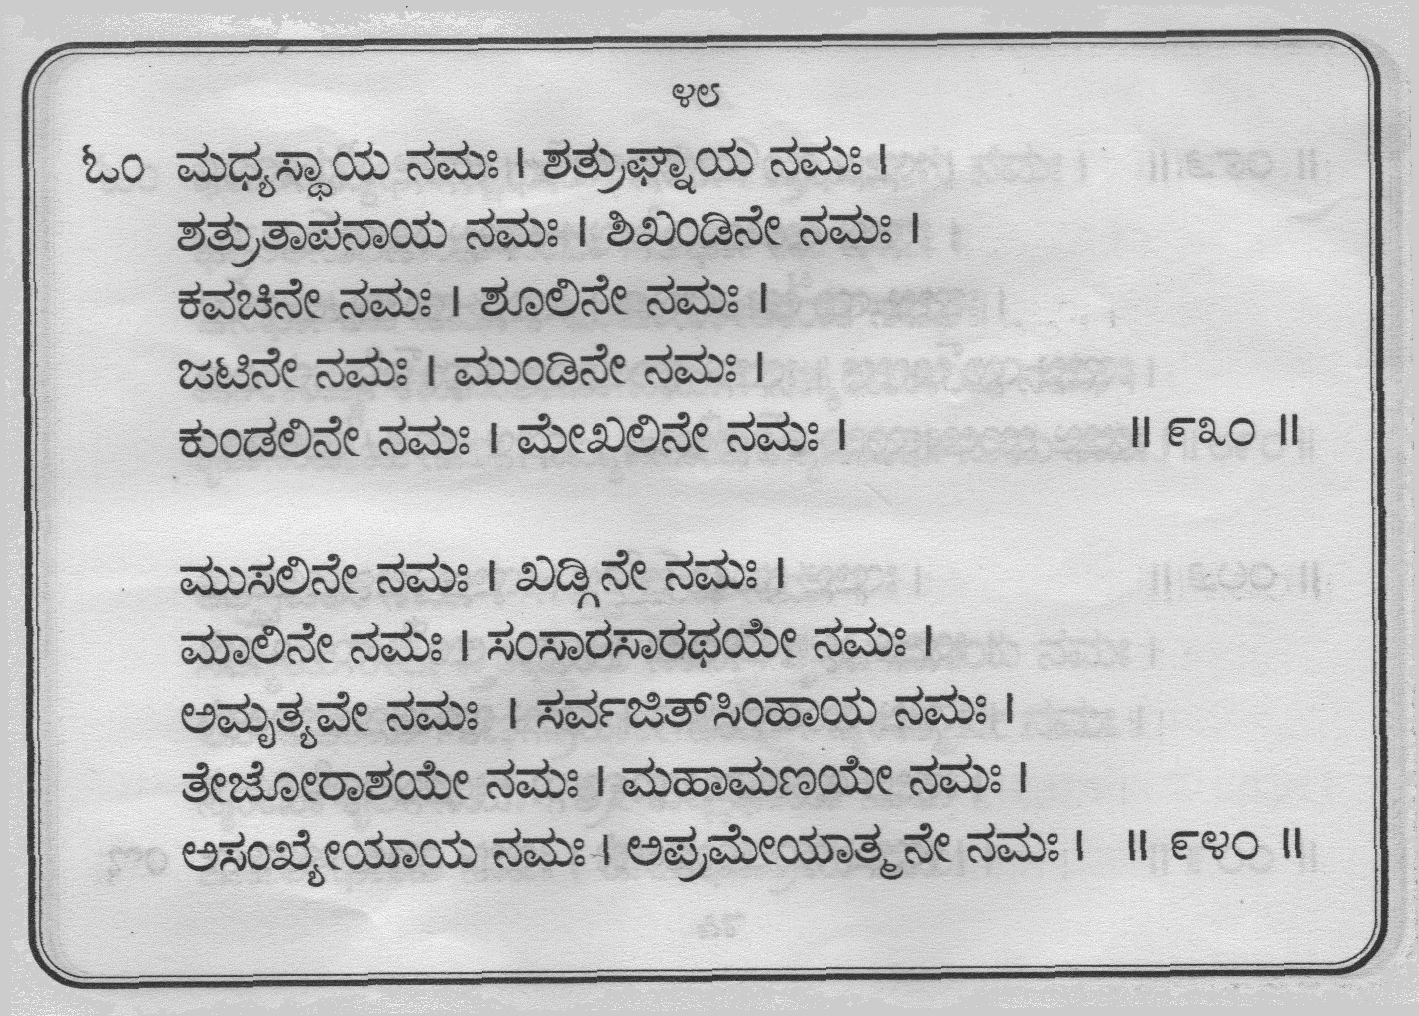 ೪೮
ಓಂ ಮಧ್ಯಸ್ಥಾಯ ನಮಃ । ಶತ್ರುಘ್ನಾಯ ನಮಃ ।
ಶತ್ರುತಾಪನಾಯ ನಮಃ । ಶಿಖಂಡಿನೇ ನಮಃ ।
ಕವಚಿನೇ ನಮಃ । ಶೂಲಿನೇ ನಮಃ ।
ಜಟಿನೇ ನಮಃ । ಮುಂಡಿನೇ ನಮಃ ।
ಕುಂಡಲಿನೇ ನಮಃ । ಮೇಖಲಿನೇ ನಮಃ । ॥ ೯೩೦ ॥
ಮುಸಲಿನೇ ನಮಃ । ಖಡ್ಗಿನೇ ನಮಃ ।
ಮಾಲಿನೇ ನಮಃ । ಸಂಸಾರಸಾರಥಯೇ ನಮಃ ।
ಅಮೃತ್ಯವೇ ನಮಃ । ಸರ್ವಜಿತ್‌ಸಿಂಹಾಯ ನಮಃ ।
ತೇಜೋರಾಶಯೇ ನಮಃ । ಮಹಾಮಣಯೇ ನಮಃ ।
ಅಸಂಖ್ಯೇಯಾಯ ನಮಃ । ಅಪ್ರಮೇಯಾತ್ಮನೇ ನಮಃ । ॥ ೯೪೦ ॥